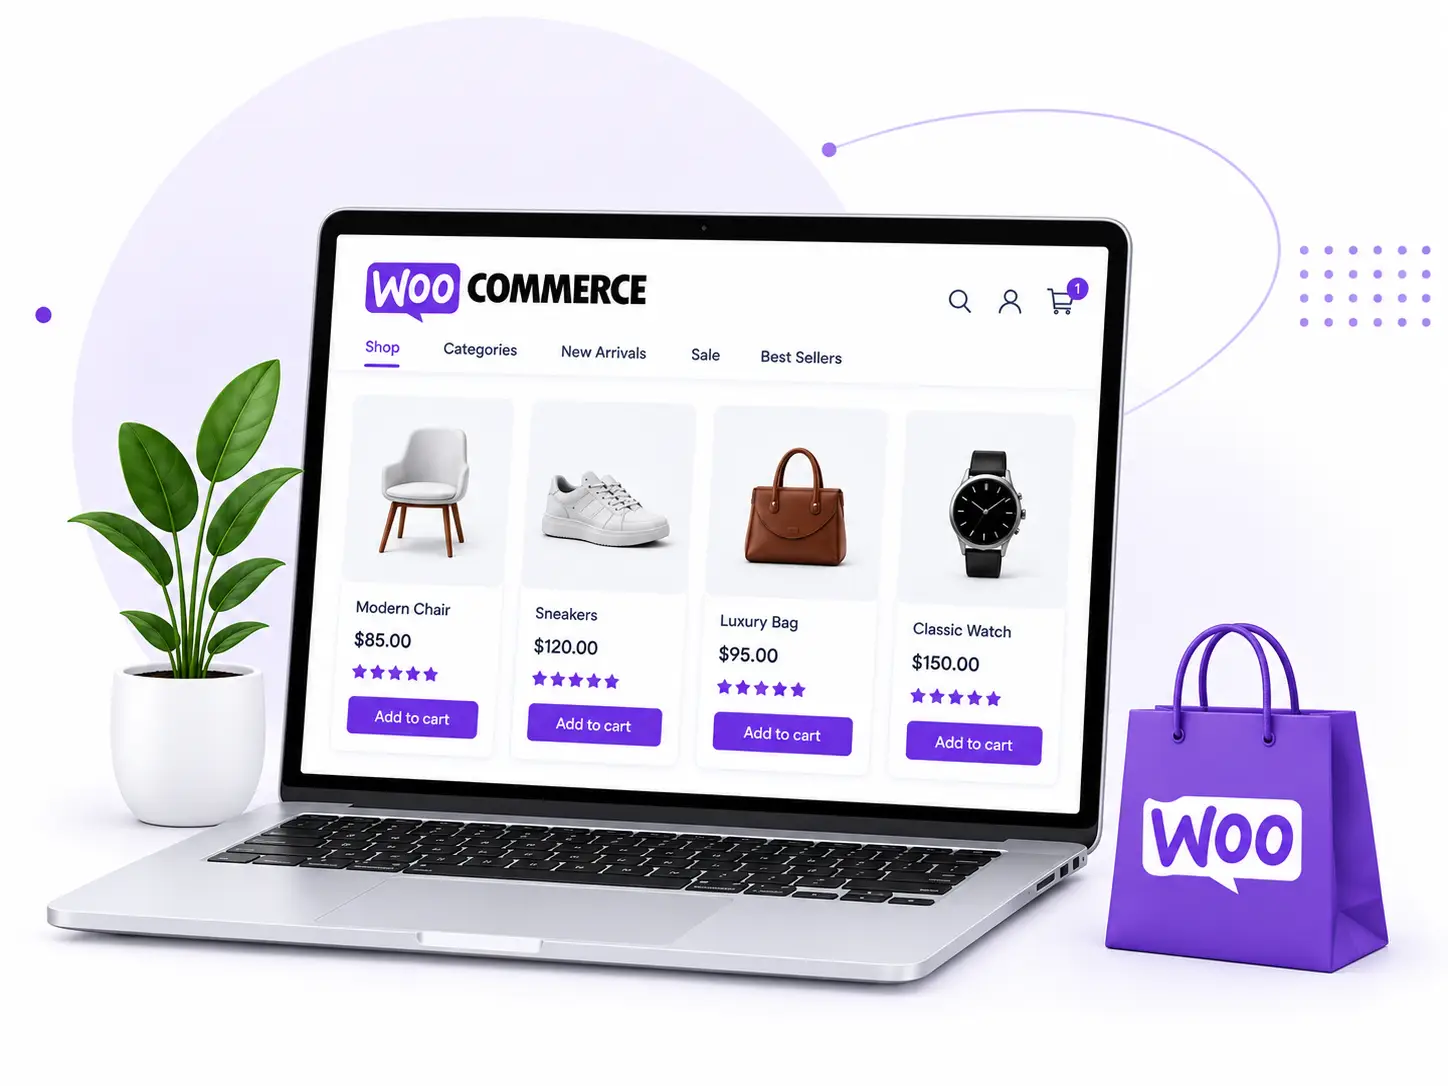 WOO COMMERCE
1
Shop Categories New Arrivals Sale Best Sellers
Modern Chair
$85.00
Add to cart
Sneakers
$120.00
Add to cart
Luxury Bag
$95.00
Add to cart
Classic Watch
$150.00
Add to cart
WOO